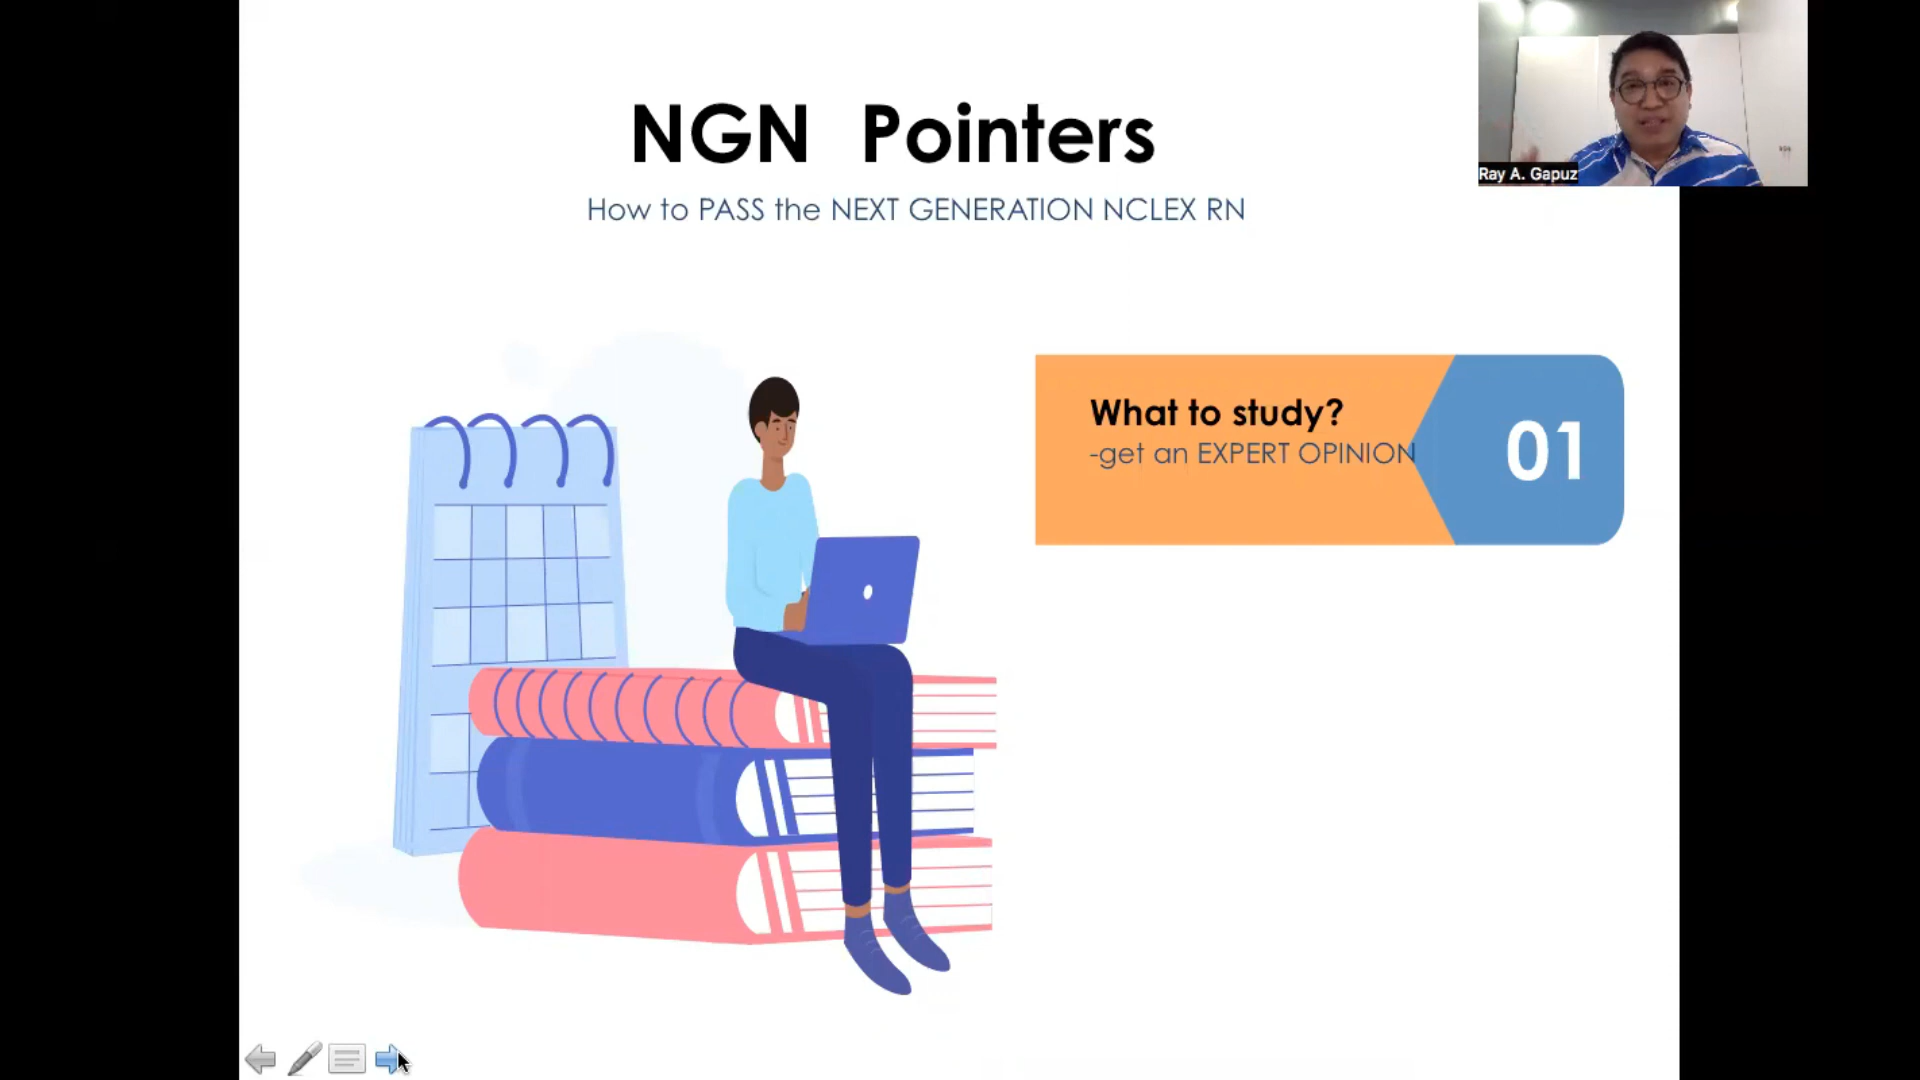 NGN Pointers
How to PASS the NEXT GENERATION NCLEX RN
Ray A. Gapuz
What to study?
-get an EXPERT OPINION
01